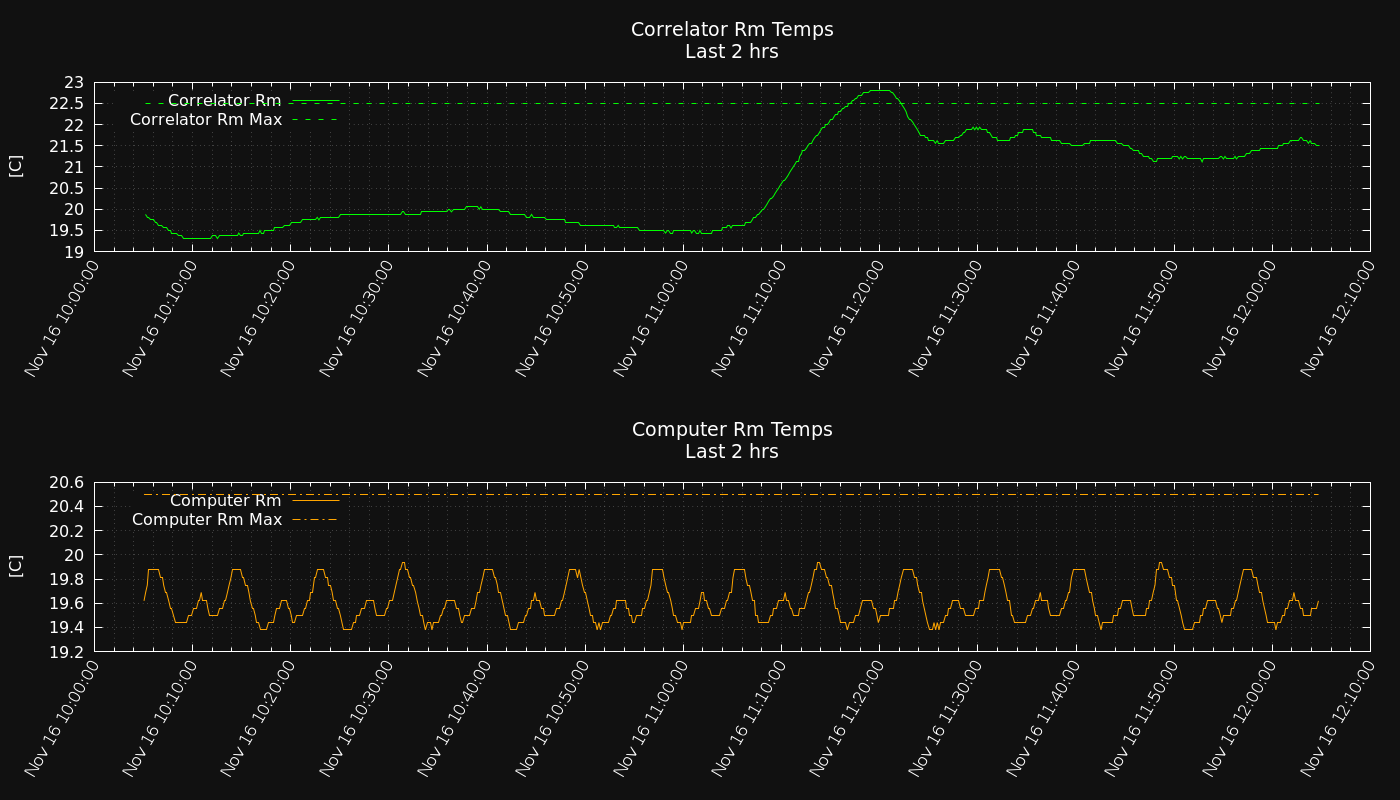 Correlator Rm Temps
Last 2 hrs
23
22.5
22
21.5
21
20.5
20
19.5
19
[C]
Correlator Rm
Correlator Rm Max
Nov 16 10:00:00
Nov 16 10:10:00
Nov 16 10:20:00
Nov 16 10:30:00
Nov 16 10:40:00
Nov 16 10:50:00
Nov 16 11:00:00
Nov 16 11:10:00
Nov 16 11:20:00
Nov 16 11:30:00
Nov 16 11:40:00
Nov 16 11:50:00
Nov 16 12:00:00
Nov 16 12:10:00
Computer Rm Temps
Last 2 hrs
20.6
20.4
20.2
20
19.8
19.6
19.4
19.2
[C]
Computer Rm
Computer Rm Max
Nov 16 10:00:00
Nov 16 10:10:00
Nov 16 10:20:00
Nov 16 10:30:00
Nov 16 10:40:00
Nov 16 10:50:00
Nov 16 11:00:00
Nov 16 11:10:00
Nov 16 11:20:00
Nov 16 11:30:00
Nov 16 11:40:00
Nov 16 11:50:00
Nov 16 12:00:00
Nov 16 12:10:00